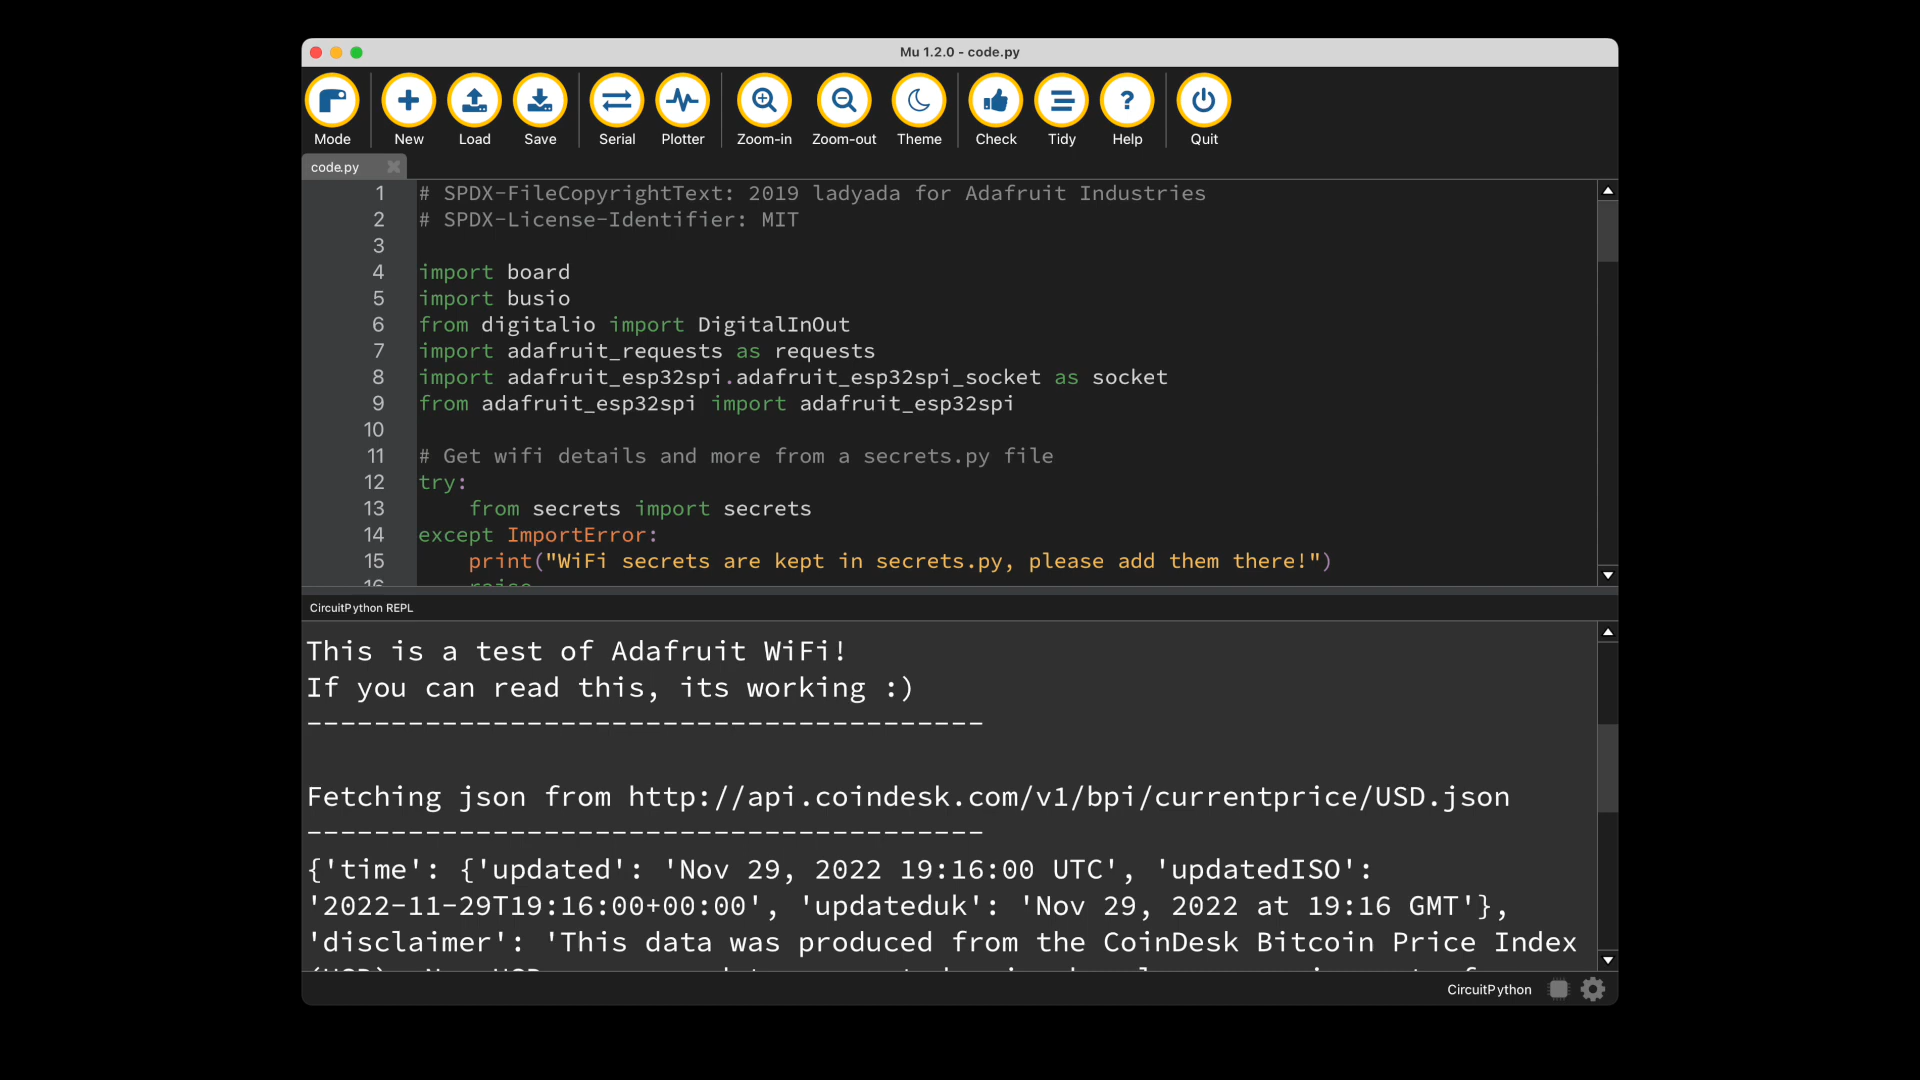 Mu 1.2.0 - code.py
Mode New Load Save Serial Plotter Zoom-in Zoom-out Theme Check Tidy Help Quit
code.py
1 # SPDX-FileCopyrightText: 2019 ladyada for Adafruit Industries
2 # SPDX-License-Identifier: MIT
3
4 import board
5 import busio
6 from digitalio import DigitalInOut
7 import adafruit_requests as requests
8 import adafruit_esp32spi.adafruit_esp32spi_socket as socket
9 from adafruit_esp32spi import adafruit_esp32spi
10
11 # Get wifi details and more from a secrets.py file
12 try:
13     from secrets import secrets
14 except ImportError:
15     print("WiFi secrets are kept in secrets.py, please add them there!")
16     raise
CircuitPython REPL
This is a test of Adafruit WiFi!
If you can read this, its working :)
----------------------------------------

Fetching json from http://api.coindesk.com/v1/bpi/currentprice/USD.json
----------------------------------------
{'time': {'updated': 'Nov 29, 2022 19:16:00 UTC', 'updatedISO':
'2022-11-29T19:16:00+00:00', 'updateduk': 'Nov 29, 2022 at 19:16 GMT'},
'disclaimer': 'This data was produced from the CoinDesk Bitcoin Price Index
CircuitPython